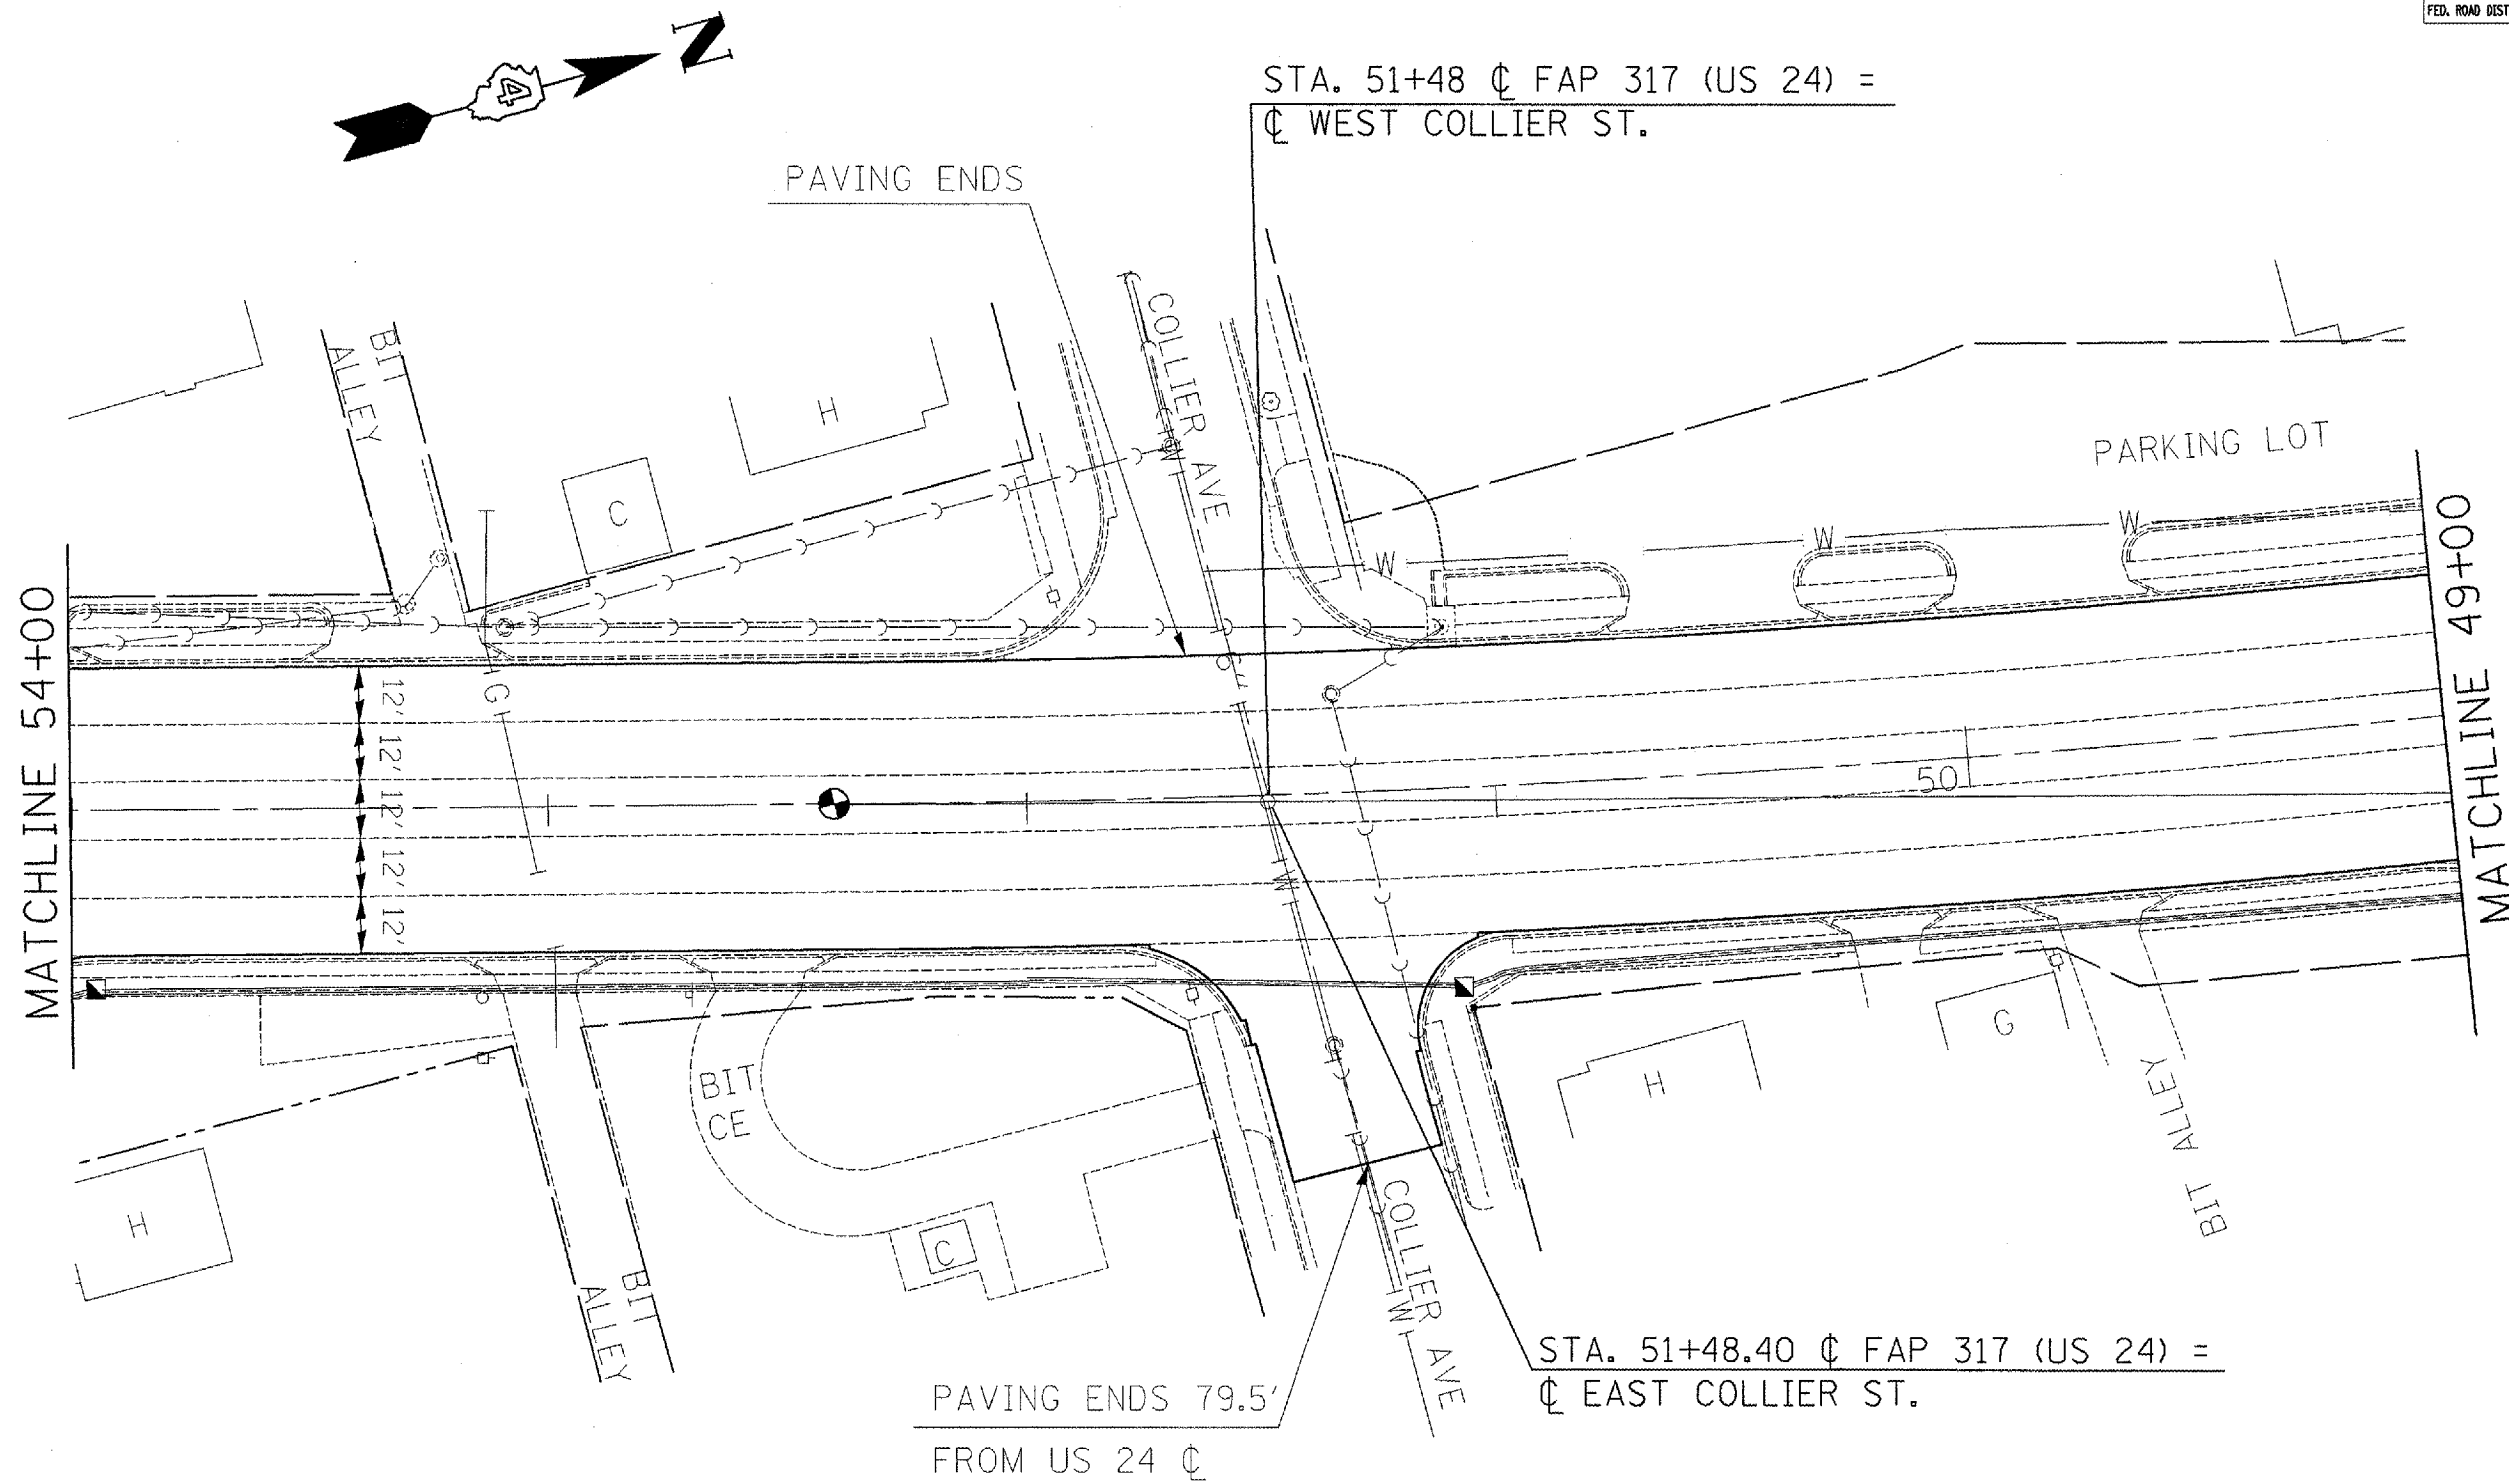 FED. ROAD DIST
N
4
STA. 51+48 ℄ FAP 317 (US 24) =
℄ WEST COLLIER ST.
PAVING ENDS
BIT
ALLEY
H
C
COLLIER AVE
W
PARKING LOT
W
W
W
MATCHLINE 54+00
MATCHLINE 49+00
G
12'
12'
12'
12'
12'
50
W
BIT
CE
H
G
BIT ALLEY
H
C
BIT
ALLEY
COLLIER AVE
W
STA. 51+48.40 ℄ FAP 317 (US 24) =
℄ EAST COLLIER ST.
PAVING ENDS 79.5'
FROM US 24 ℄